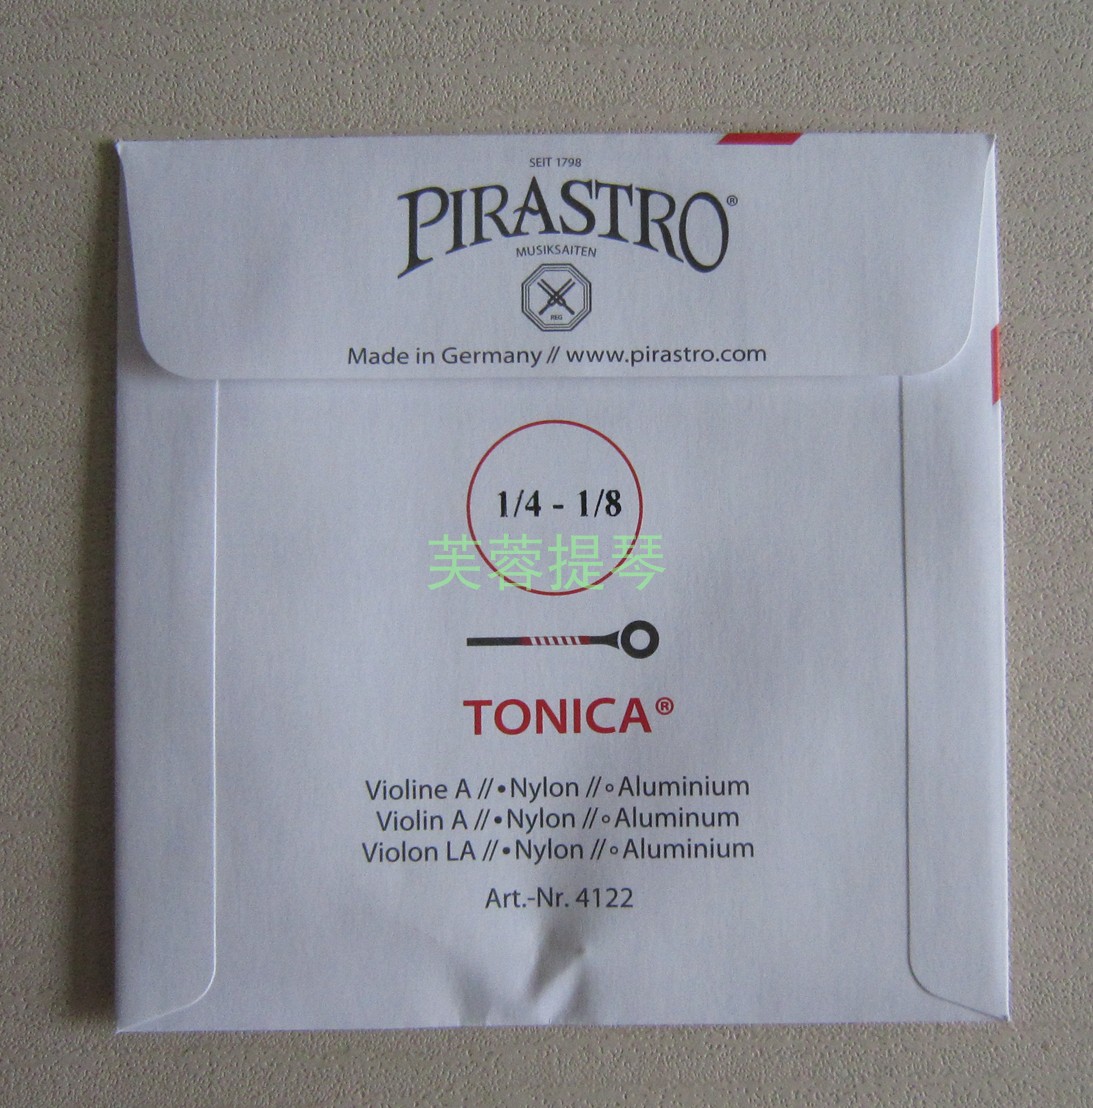 SEIT 1798
PIRASTRO®
MUSIKSAITEN
REG
Made in Germany // www.pirastro.com
1/4 - 1/8
芙蓉提琴
TONICA®
Violine A //•Nylon //◦Aluminium
Violin A //•Nylon //◦Aluminum
Violon LA //•Nylon //◦Aluminium
Art.-Nr. 4122